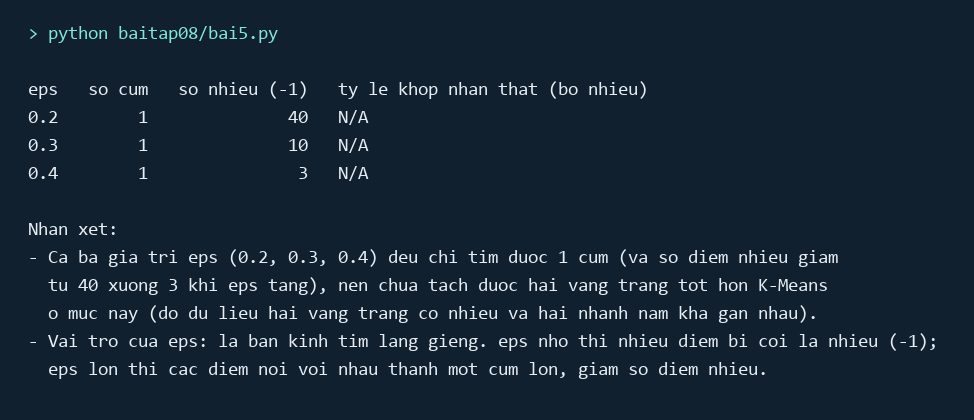 > python baitap08/bai5.py
eps   so cum   so nhieu (-1)   ty le khop nhan that (bo nhieu)
0.2        1              40   N/A
0.3        1              10   N/A
0.4        1               3   N/A
Nhan xet:
- Ca ba gia tri eps (0.2, 0.3, 0.4) deu chi tim duoc 1 cum (va so diem nhieu giam
  tu 40 xuong 3 khi eps tang), nen chua tach duoc hai vang trang tot hon K-Means
  o muc nay (do du lieu hai vang trang co nhieu va hai nhanh nam kha gan nhau).
- Vai tro cua eps: la ban kinh tim lang gieng. eps nho thi nhieu diem bi coi la nhieu (-1);
  eps lon thi cac diem noi voi nhau thanh mot cum lon, giam so diem nhieu.